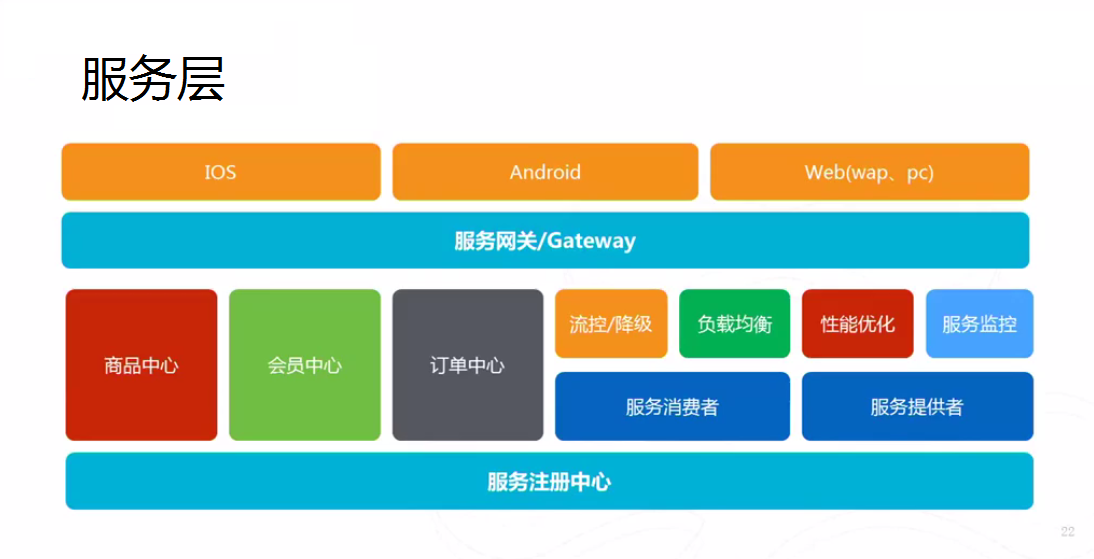 服务层
IOS
Android
Web(wap、pc)
服务网关/Gateway
商品中心
会员中心
订单中心
流控/降级
负载均衡
性能优化
服务监控
服务消费者
服务提供者
服务注册中心
22